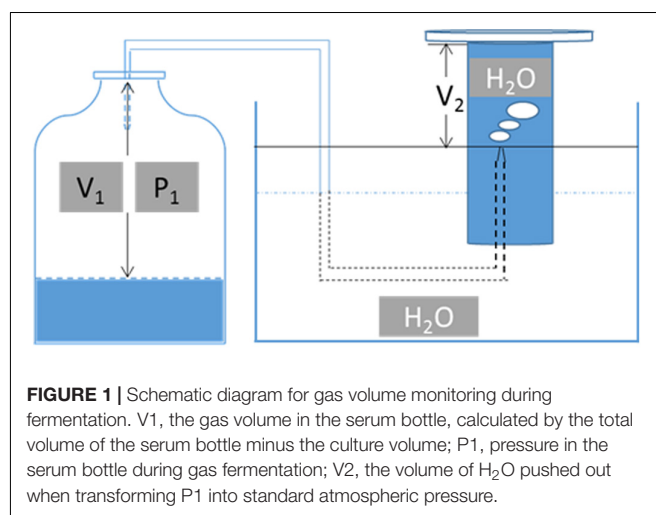 H₂O
V₂
V₁ P₁
H₂O
FIGURE 1 | Schematic diagram for gas volume monitoring during
fermentation. V1, the gas volume in the serum bottle, calculated by the total
volume of the serum bottle minus the culture volume; P1, pressure in the
serum bottle during gas fermentation; V2, the volume of H₂O pushed out
when transforming P1 into standard atmospheric pressure.